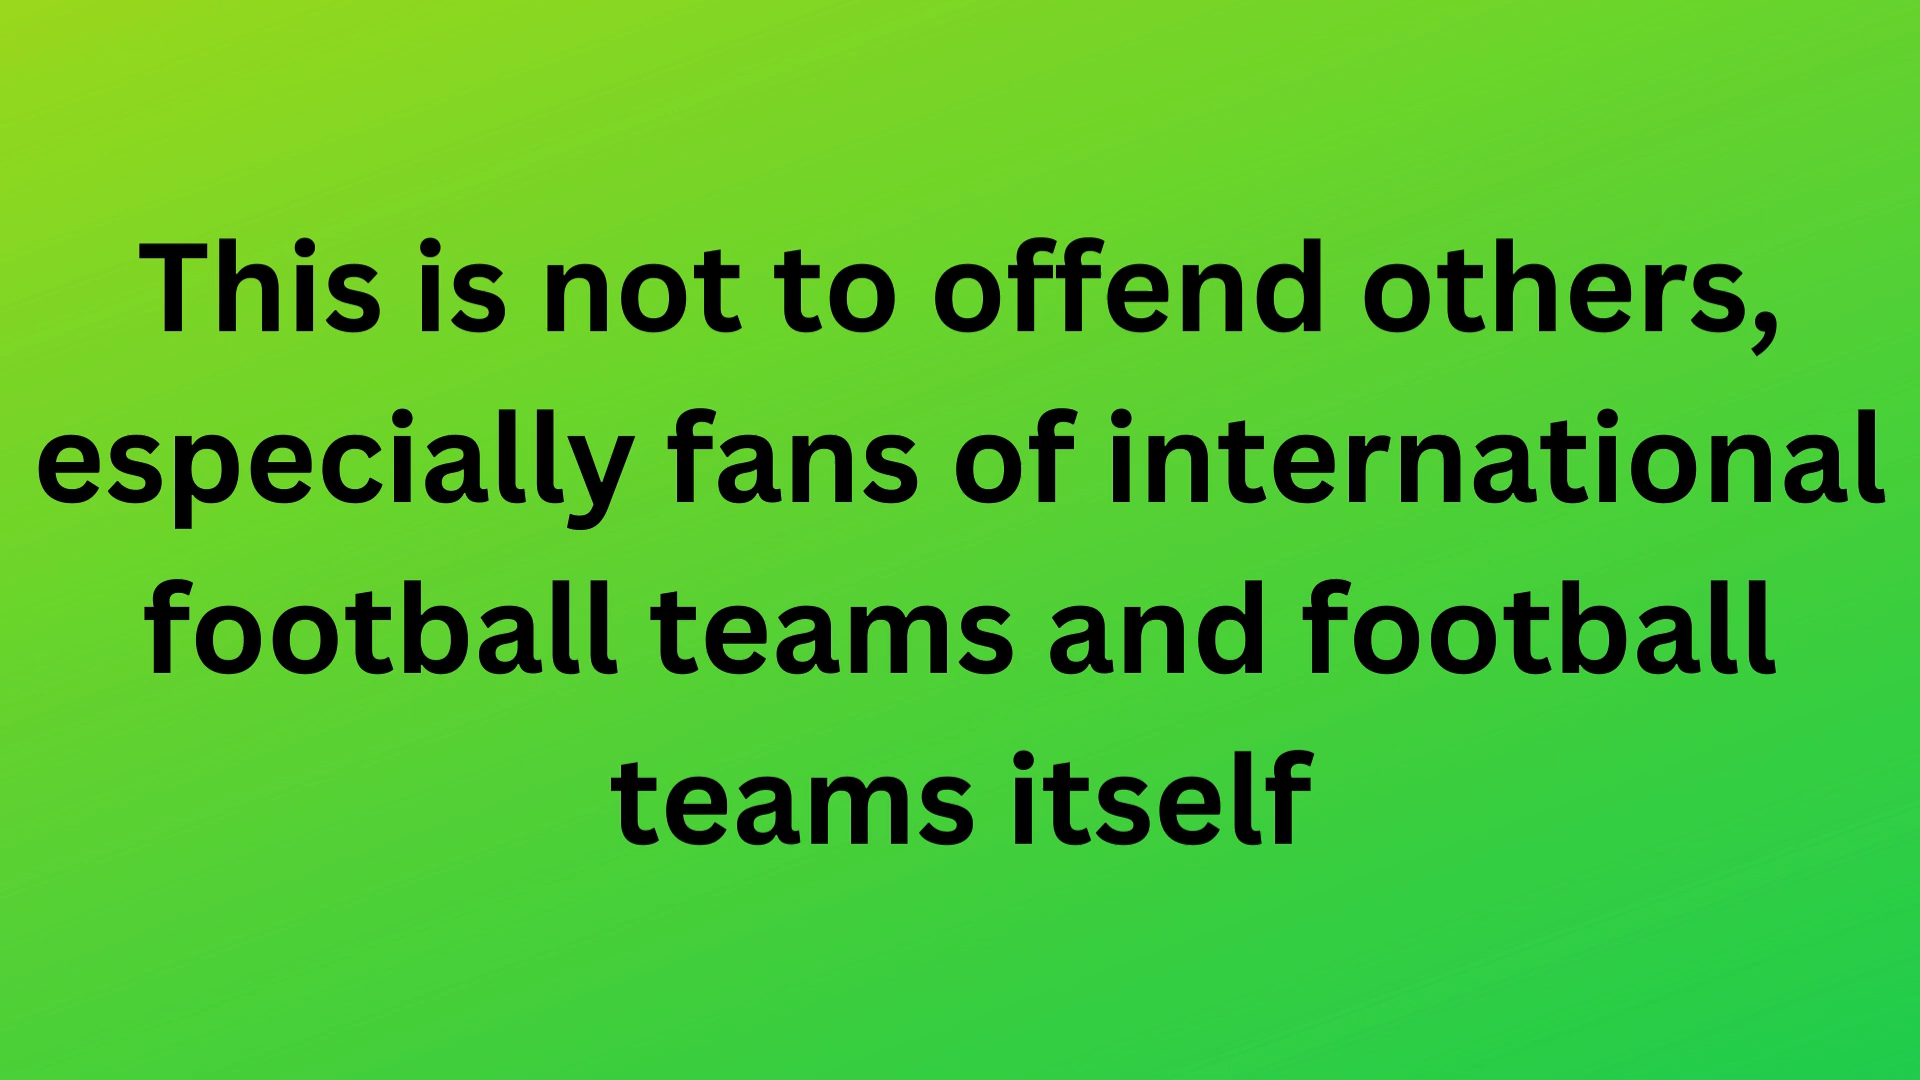 This is not to offend others,
especially fans of international
football teams and football
teams itself